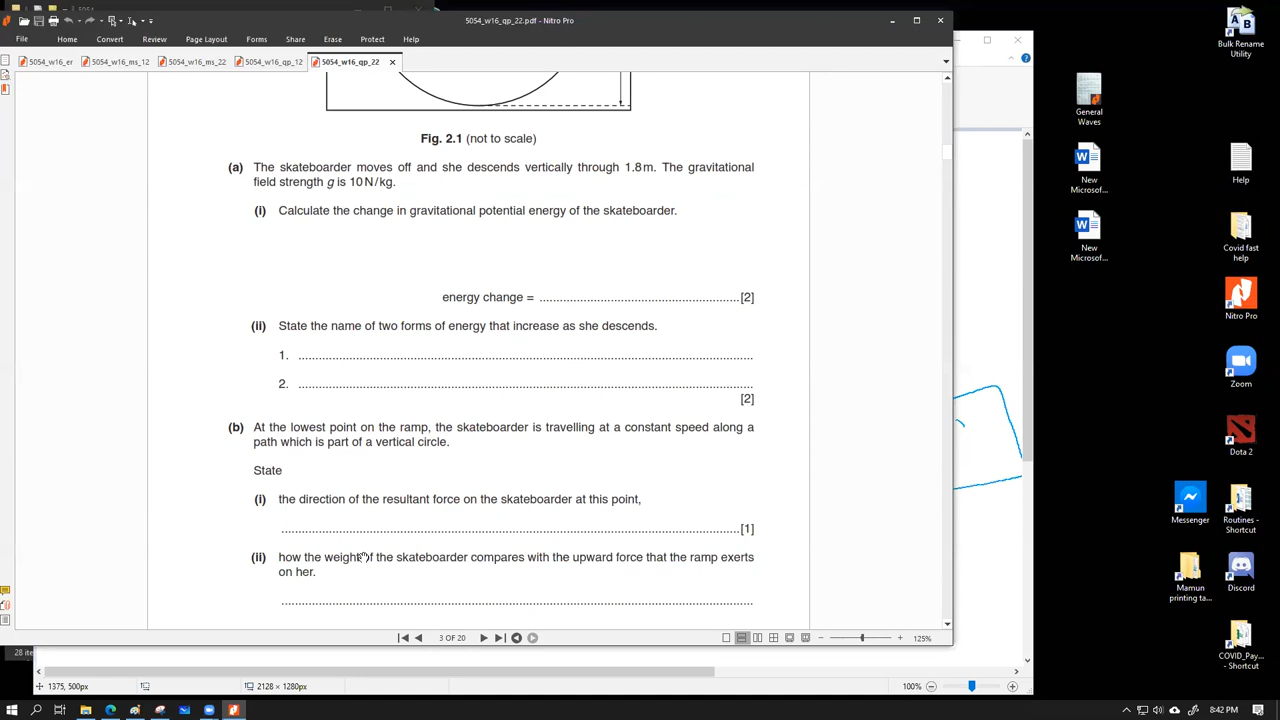 5054_w16_qp_22.pdf - Nitro Pro
File Home Convert Review Page Layout Forms Share Erase Protect Help
5054_w16_er 5054_w16_ms_12 5054_w16_ms_22 5054_w16_qp_12 5054_w16_qp_22
Fig. 2.1 (not to scale)
(a) The skateboarder moves off and she descends vertically through 1.8 m. The gravitational
field strength g is 10 N/kg.
(i) Calculate the change in gravitational potential energy of the skateboarder.
energy change = ............................................................[2]
(ii) State the name of two forms of energy that increase as she descends.
1. ............................................................
2. ............................................................
[2]
(b) At the lowest point on the ramp, the skateboarder is travelling at a constant speed along a
path which is part of a vertical circle.
State
(i) the direction of the resultant force on the skateboarder at this point,
............................................................[1]
(ii) how the weight of the skateboarder compares with the upward force that the ramp exerts
on her.
............................................................
3 OF 20
125%
28 ite
1375, 500px
2128 × 1280px
100%
General
Waves
New
Microsof...
New
Microsof...
Bulk Rename
Utility
Help
Covid fast
help
Nitro Pro
Zoom
Dota 2
Messenger
Routines -
Shortcut
Mamun
printing ta...
Discord
COVID_Pay...
- Shortcut
8:42 PM